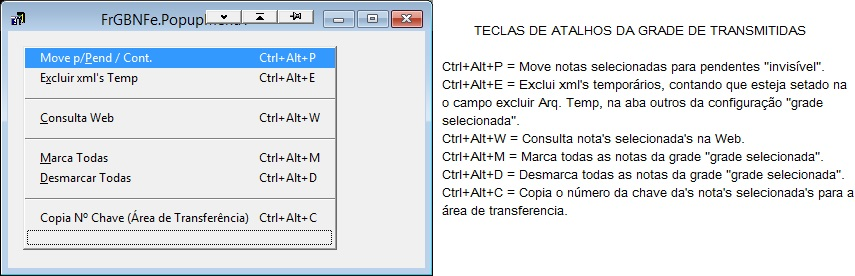 FrGBNFe.Popup
Move p/Pend / Cont. Ctrl+Alt+P
Excluir xml's Temp Ctrl+Alt+E
Consulta Web Ctrl+Alt+W
Marca Todas Ctrl+Alt+M
Desmarcar Todas Ctrl+Alt+D
Copia Nº Chave (Área de Transferência) Ctrl+Alt+C
TECLAS DE ATALHOS DA GRADE DE TRANSMITIDAS
Ctrl+Alt+P = Move notas selecionadas para pendentes "invisível".
Ctrl+Alt+E = Exclui xml's temporários, contando que esteja setado na
o campo excluir Arq. Temp, na aba outros da configuração "grade
selecionada".
Ctrl+Alt+W = Consulta nota's selecionada's na Web.
Ctrl+Alt+M = Marca todas as notas da grade "grade selecionada".
Ctrl+Alt+D = Desmarca todas as notas da grade "grade selecionada".
Ctrl+Alt+C = Copia o número da chave da's nota's selecionada's para a
área de transferencia.